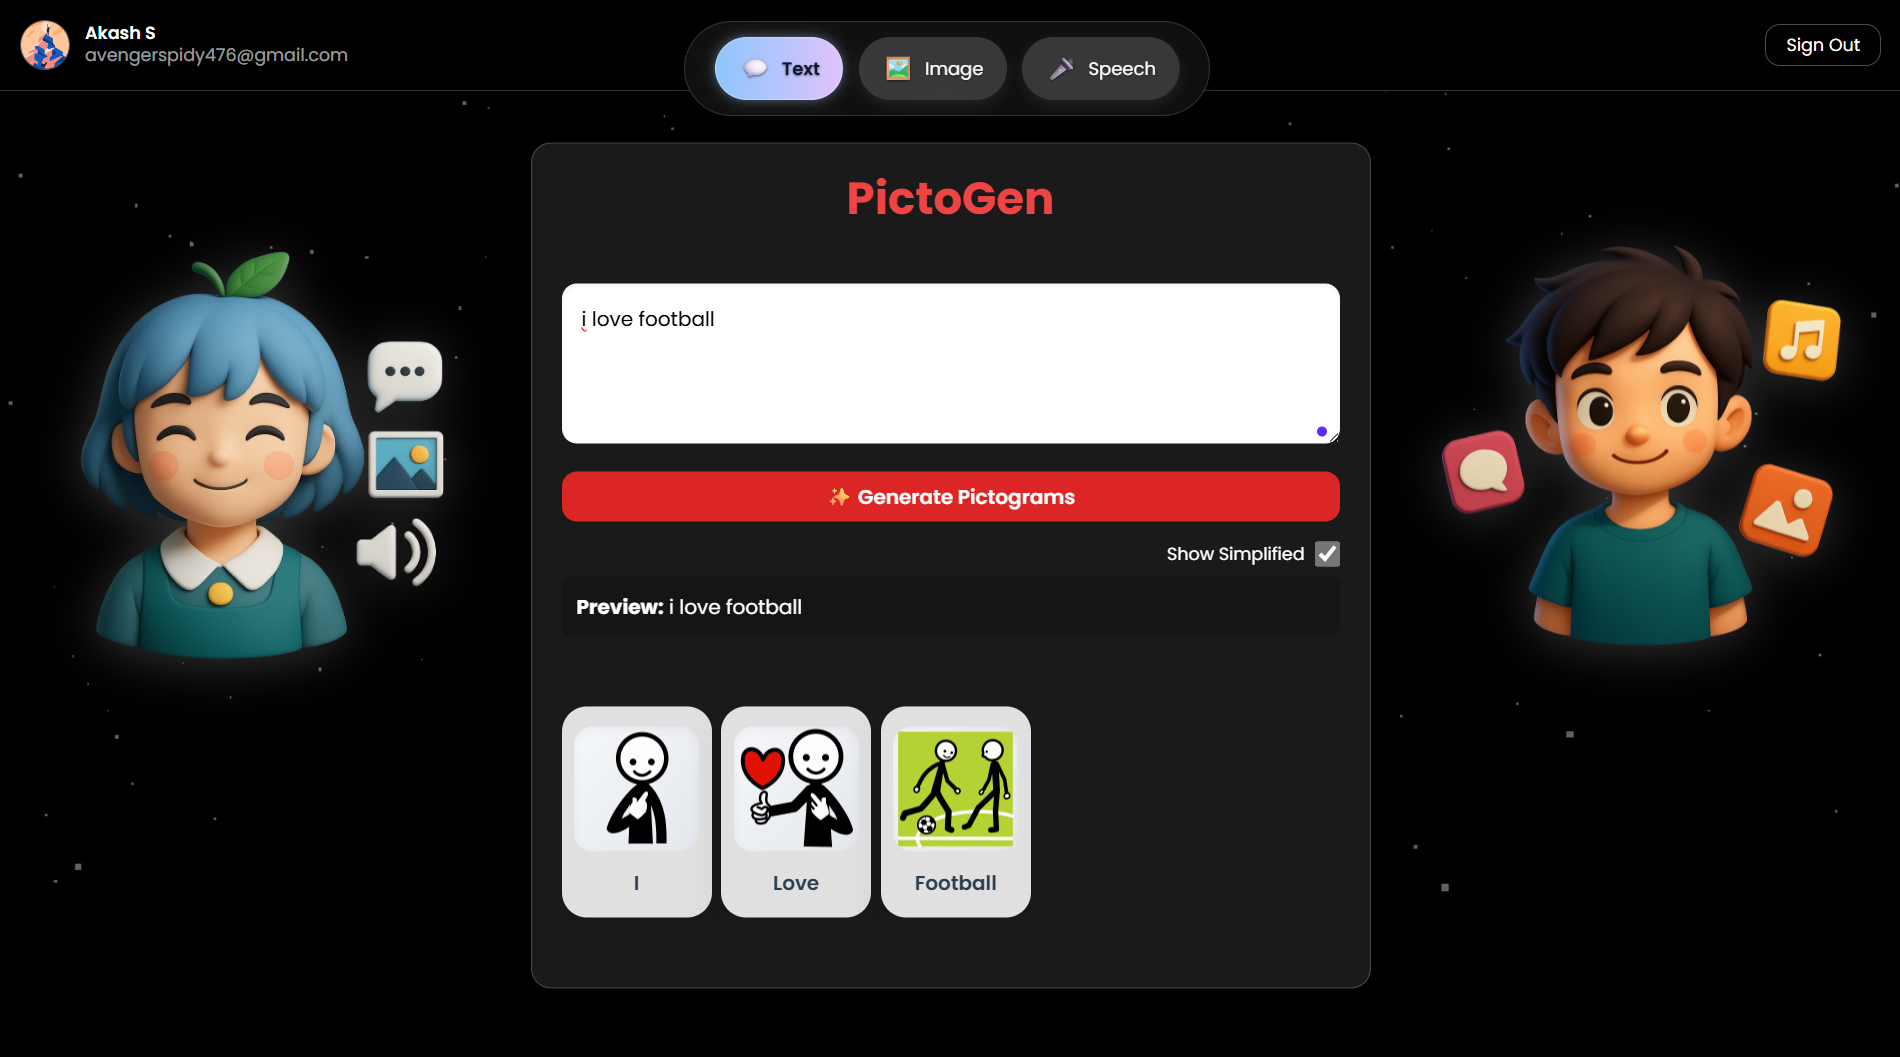 Akash S
avengerspidy476@gmail.com
Text
Image
Speech
Sign Out
PictoGen
i love football
Generate Pictograms
Show Simplified
Preview: i love football
I
Love
Football